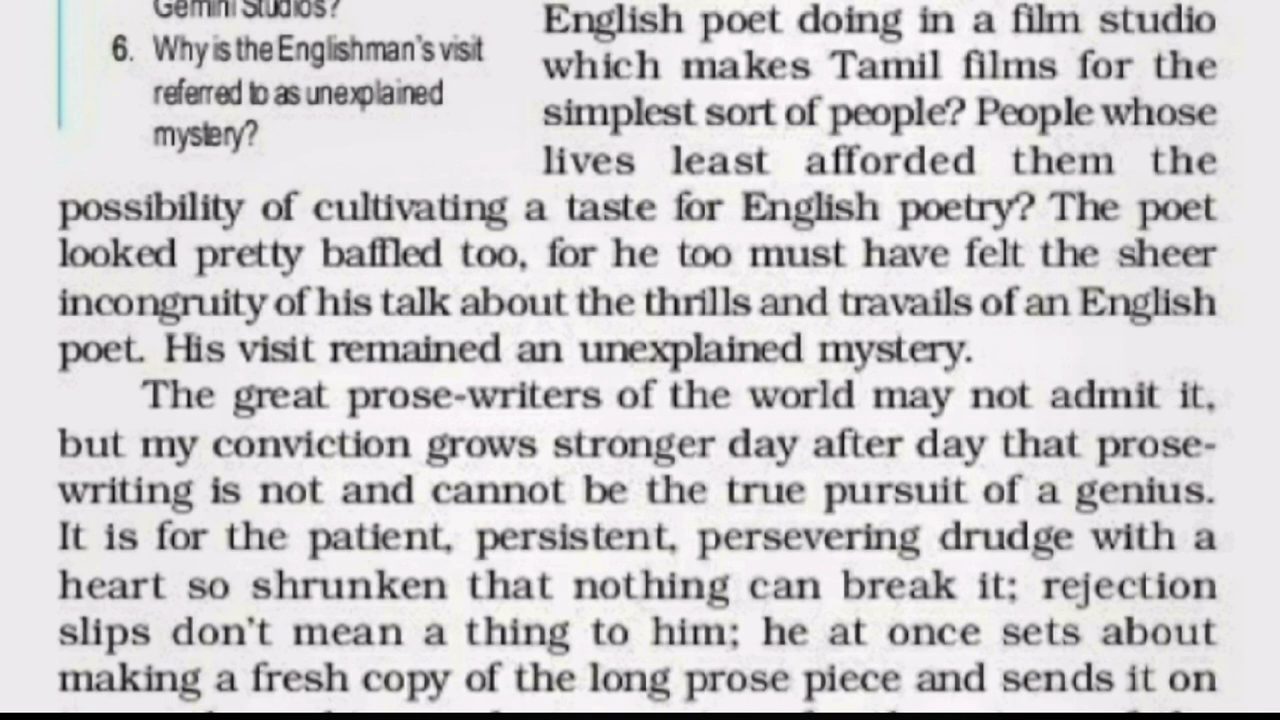 Gemini Studios?
6. Why is the Englishman's visit
referred to as unexplained
mystery?
English poet doing in a film studio
which makes Tamil films for the
simplest sort of people? People whose
lives least afforded them the
possibility of cultivating a taste for English poetry? The poet
looked pretty baffled too, for he too must have felt the sheer
incongruity of his talk about the thrills and travails of an English
poet. His visit remained an unexplained mystery.
The great prose-writers of the world may not admit it,
but my conviction grows stronger day after day that prose-
writing is not and cannot be the true pursuit of a genius.
It is for the patient, persistent, persevering drudge with a
heart so shrunken that nothing can break it; rejection
slips don't mean a thing to him; he at once sets about
making a fresh copy of the long prose piece and sends it on